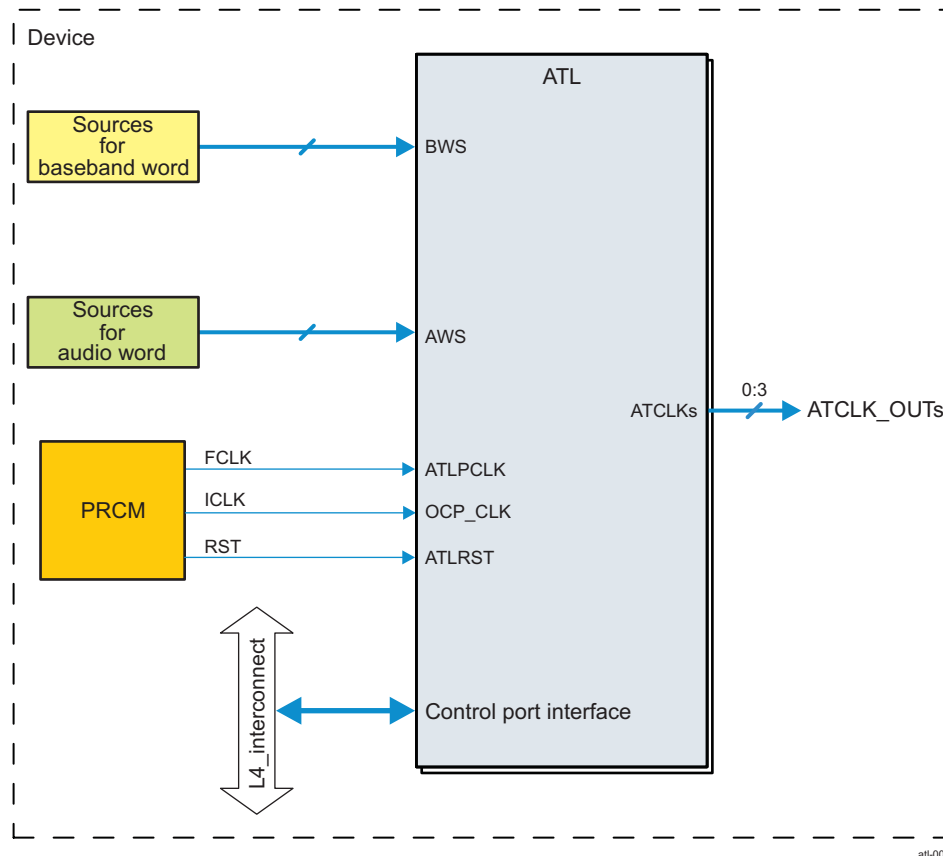 Device
ATL
Sources
for
baseband word
BWS
Sources
for
audio word
AWS
0:3
ATCLKs
ATCLK_OUTs
FCLK
ATLPCLK
PRCM
ICLK
OCP_CLK
RST
ATLRST
L4_interconnect
Control port interface